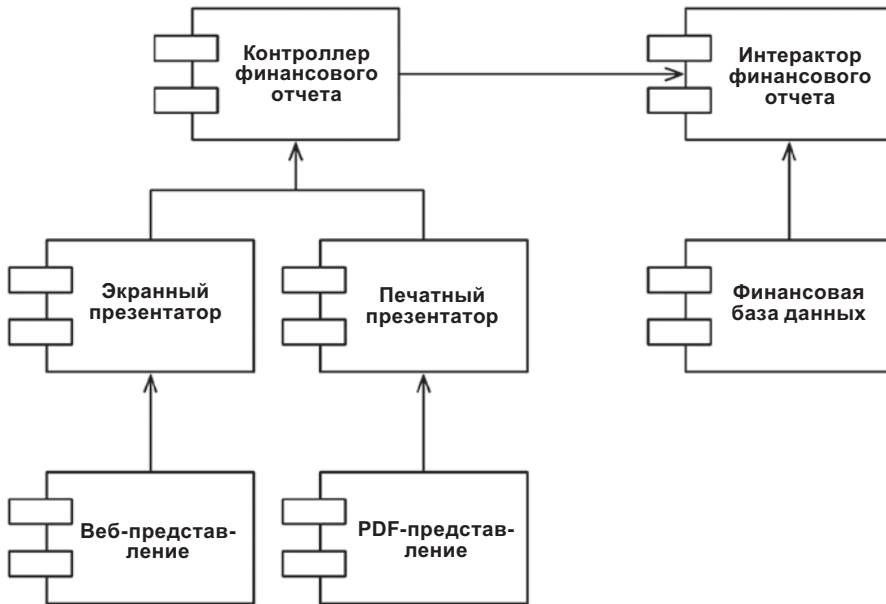 Контроллер
финансового
отчета
Интерактор
финансового
отчета
Экранный
презентатор
Печатный
презентатор
Финансовая
база данных
Веб-представ-
ление
PDF-представ-
ление